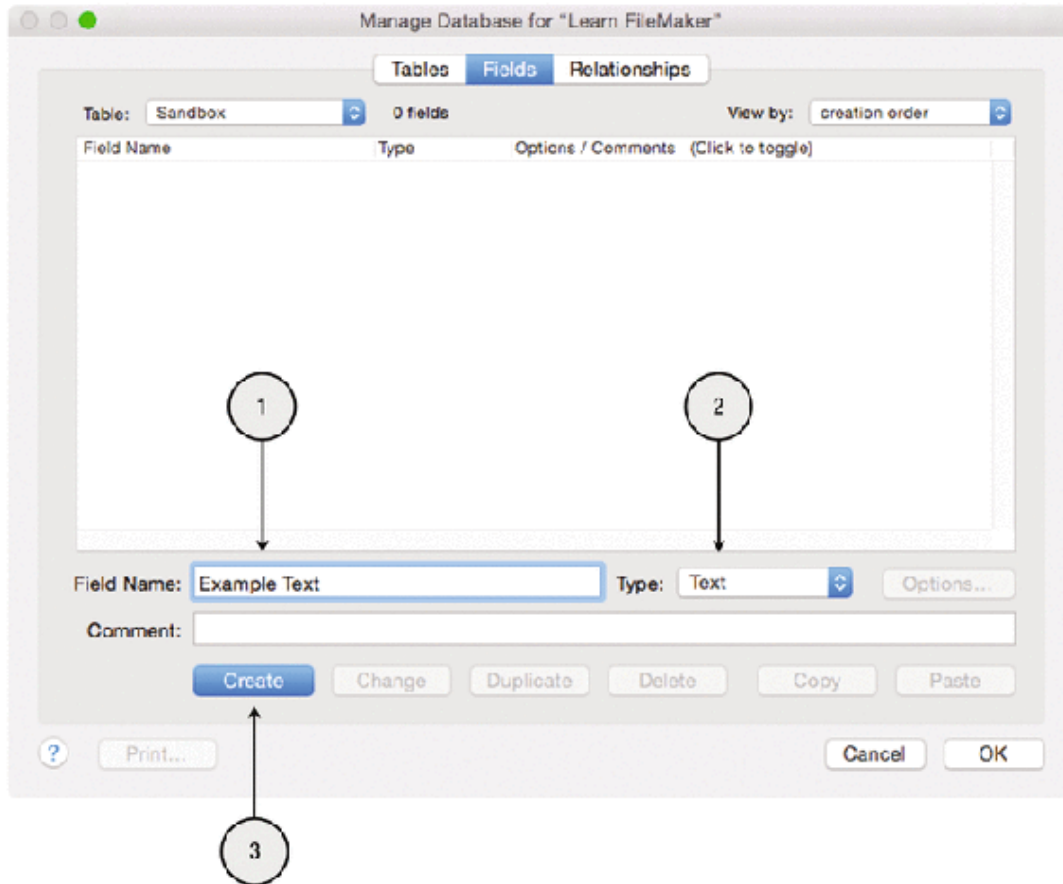 Manage Database for "Learn FileMaker"
Tables Fields Relationships
Table: Sandbox 0 fields View by: creation order
Field Name Type Options / Comments (Click to toggle)
1 2
Field Name: Example Text Type: Text Options...
Comment:
Create Change Duplicate Delete Copy Paste
? Print... Cancel OK
3